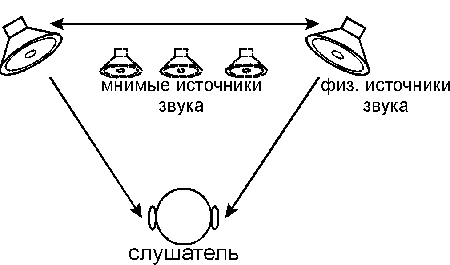 мнимые источники
звука
физ. источники
звука
слушатель